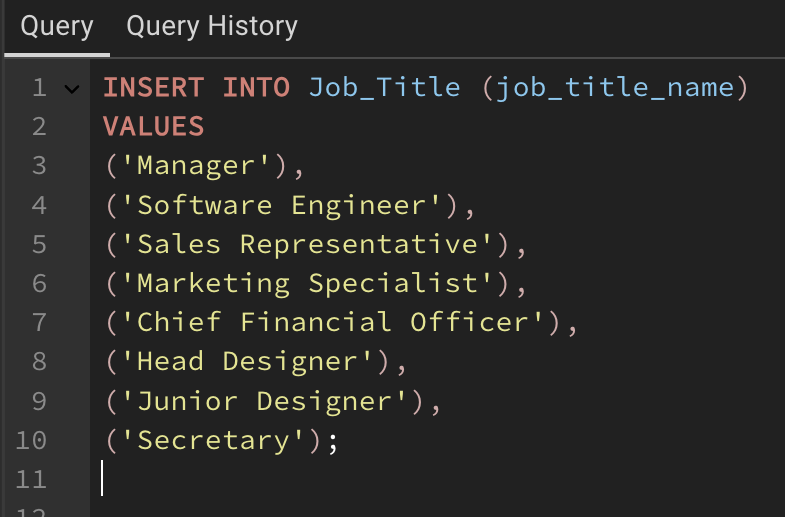 Query Query History
1 INSERT INTO Job_Title (job_title_name)
2 VALUES
3 ('Manager'),
4 ('Software Engineer'),
5 ('Sales Representative'),
6 ('Marketing Specialist'),
7 ('Chief Financial Officer'),
8 ('Head Designer'),
9 ('Junior Designer'),
10 ('Secretary');
11
12